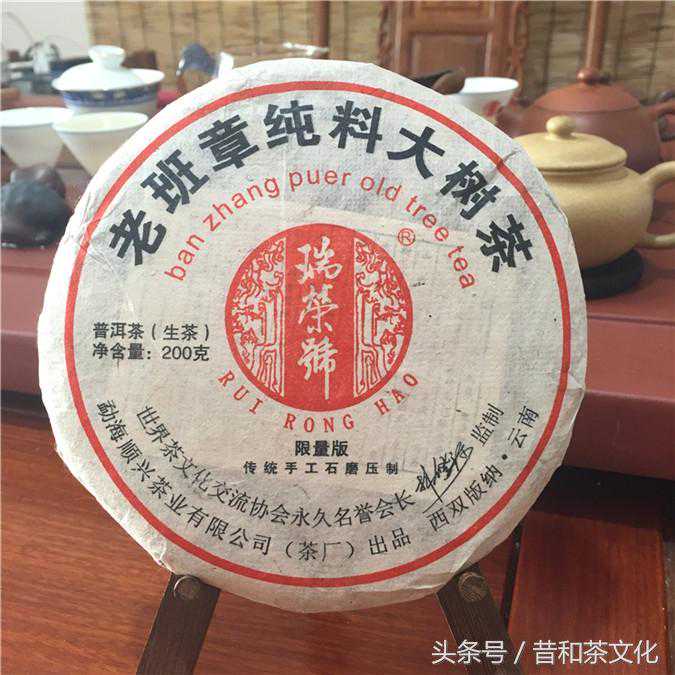 老班章纯料大树茶
ban zhang puer old tree tea
®
瑞榮號
RUI RONG HAO
普洱茶（生茶）
净含量：200克
限量版
传统手工石磨压制
世界茶文化交流协会永久名誉会长
监制
勐海顺兴茶业有限公司（茶厂）出品
西双版纳·云南
头条号 / 昔和茶文化